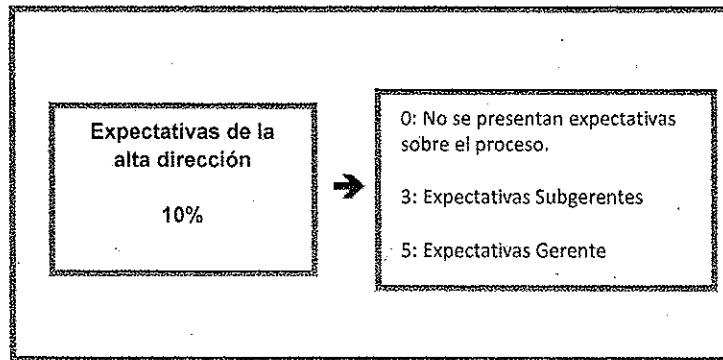 Expectativas de la
alta dirección
10%
0: No se presentan expectativas
sobre el proceso.
3: Expectativas Subgerentes
5: Expectativas Gerente